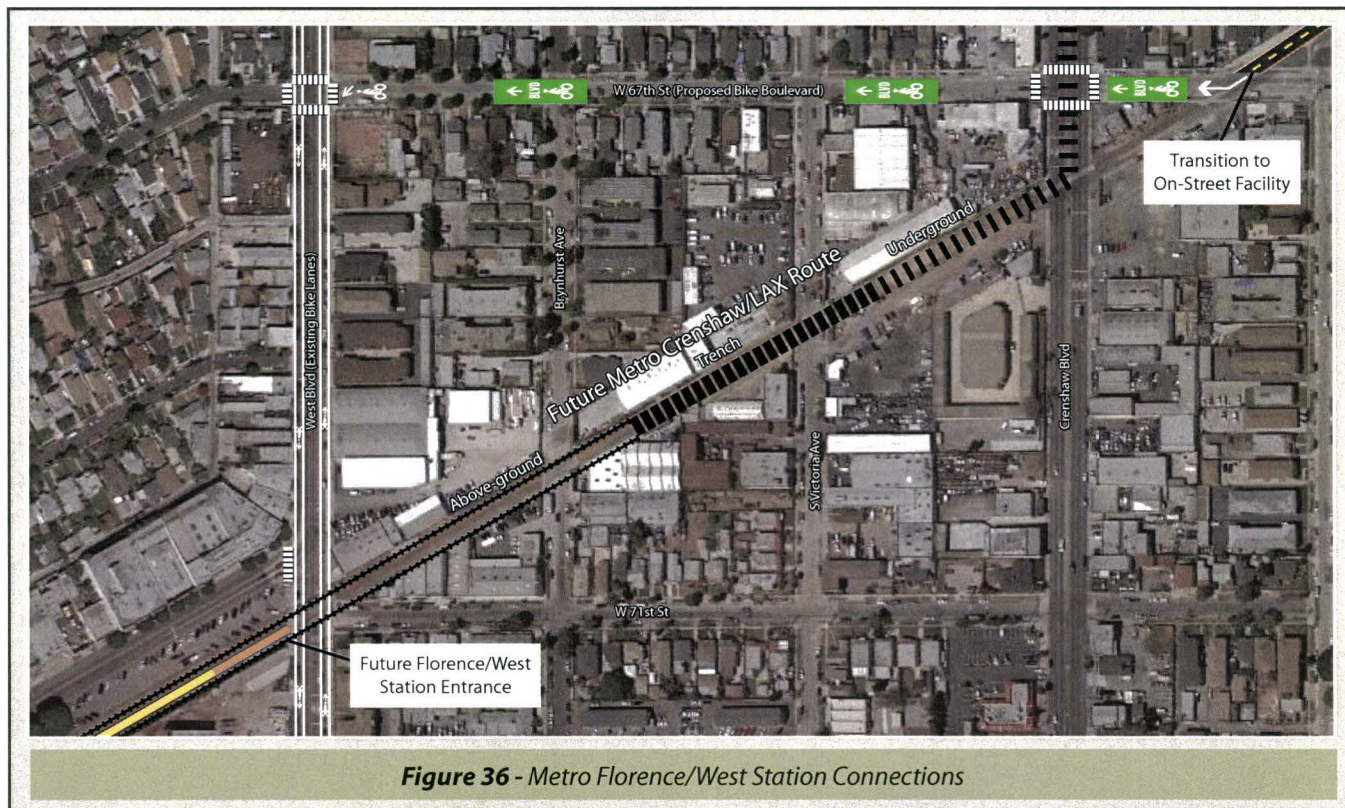 BLVD
W 67th St (Proposed Bike Boulevard)
BLVD
BLVD
Transition to
On-Street Facility
West Blvd (Existing Bike Lanes)
Brynhurst Ave
Future Metro Crenshaw/LAX Route
Underground
Trench
Above-ground
S Victoria Ave
Crenshaw Blvd
W 71st St
Future Florence/West
Station Entrance
Figure 36 - Metro Florence/West Station Connections